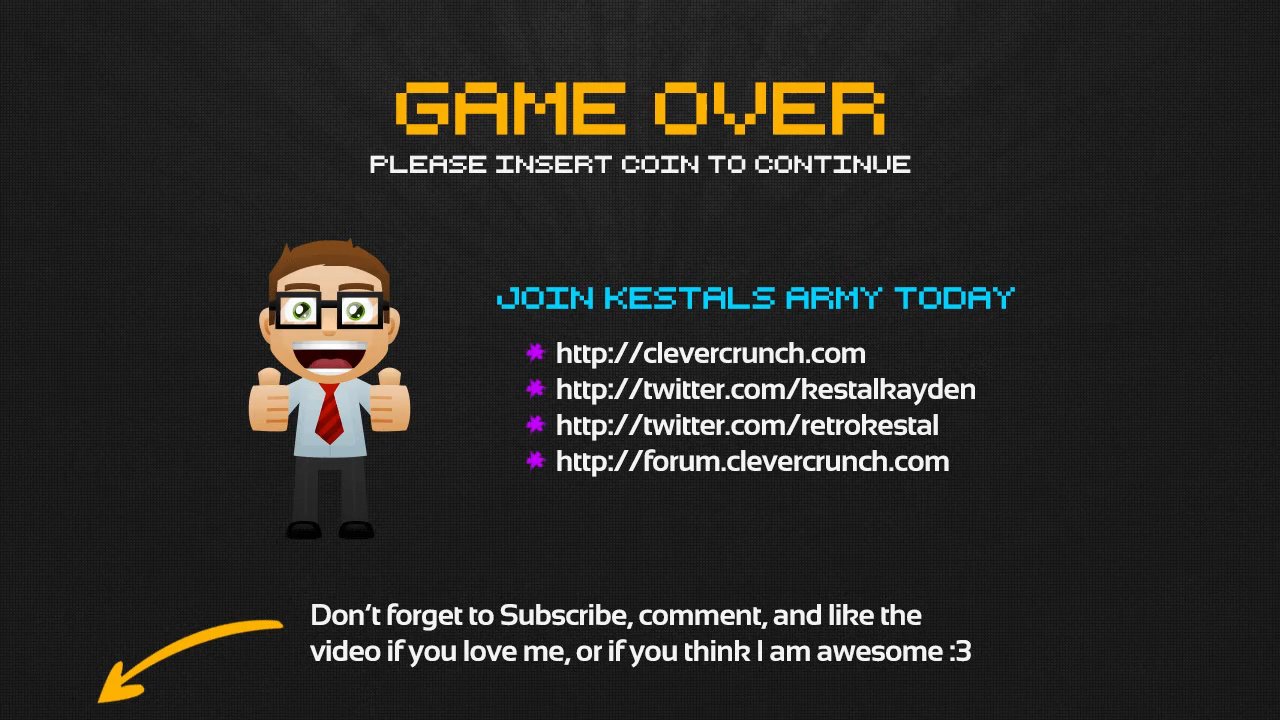 GAME OVER
PLEASE INSERT COIN TO CONTINUE
JOIN KESTALS ARMY TODAY
http://clevercrunch.com
http://twitter.com/kestalkayden
http://twitter.com/retrokestal
http://forum.clevercrunch.com
Don't forget to Subscribe, comment, and like the
video if you love me, or if you think I am awesome :3